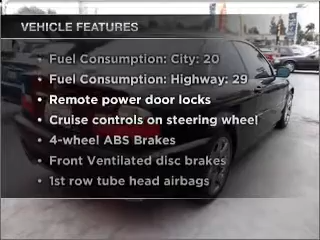 VEHICLE FEATURES
• Fuel Consumption: City: 20
• Fuel Consumption: Highway: 29
• Remote power door locks
• Cruise controls on steering wheel
• 4-wheel ABS Brakes
• Front Ventilated disc brakes
• 1st row tube head airbags